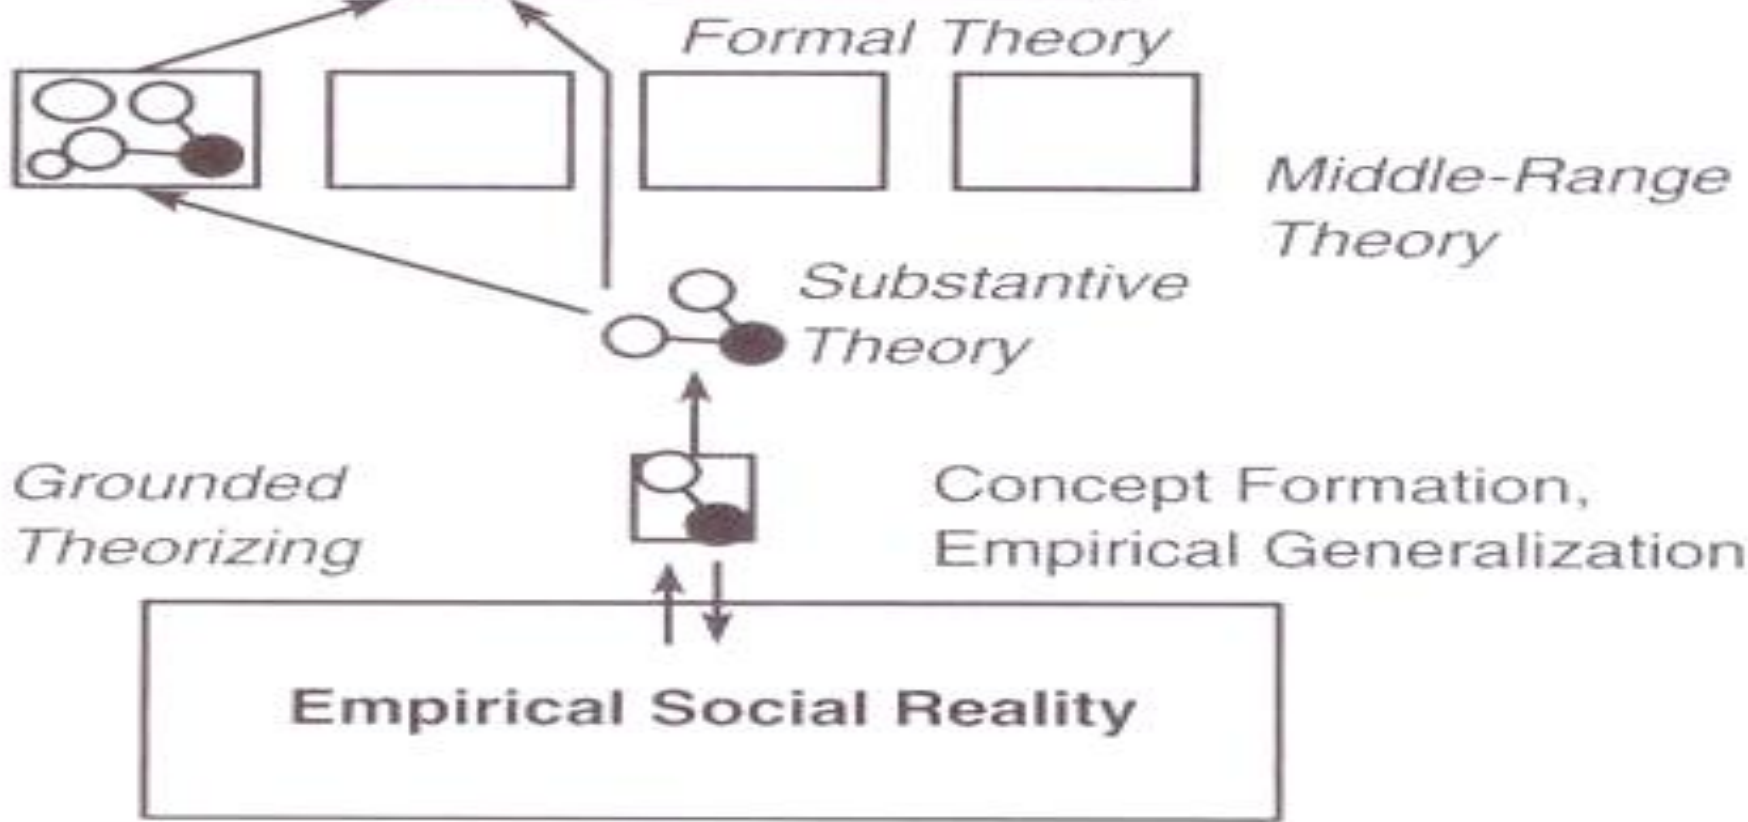 Formal Theory
Middle-Range
Theory
Substantive
Theory
Grounded
Theorizing
Concept Formation,
Empirical Generalization
Empirical Social Reality